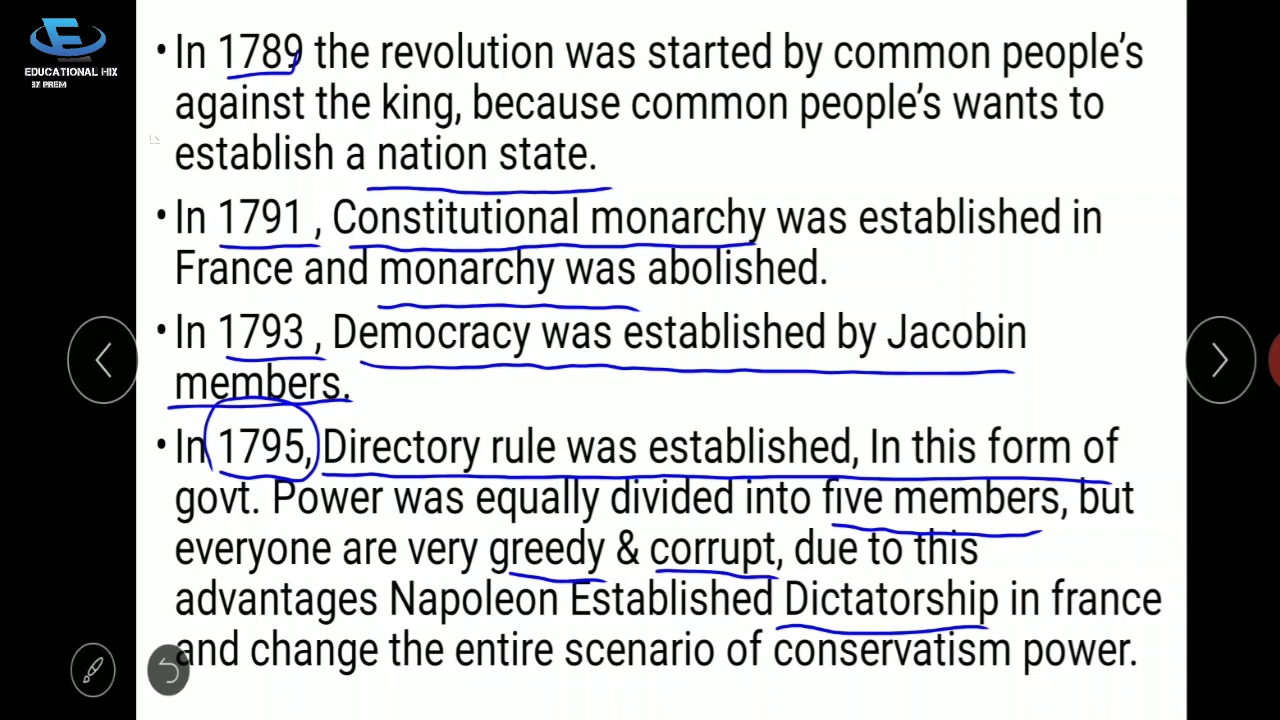 EDUCATIONAL HIX
BY PREM
• In 1789 the revolution was started by common people's
against the king, because common people's wants to
establish a nation state.
• In 1791 , Constitutional monarchy was established in
France and monarchy was abolished.
• In 1793 , Democracy was established by Jacobin
members.
• In 1795, Directory rule was established, In this form of
govt. Power was equally divided into five members, but
everyone are very greedy & corrupt, due to this
advantages Napoleon Established Dictatorship in france
and change the entire scenario of conservatism power.